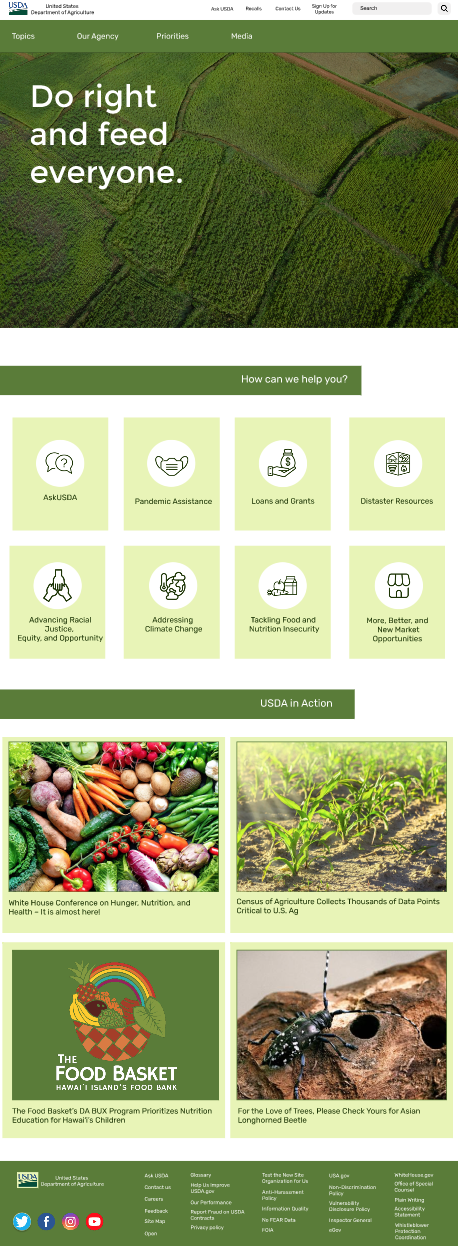 USDA
United States
Department of Agriculture
Ask USDA
Recalls
Contact Us
Sign Up for
Updates
Search
Topics
Our Agency
Priorities
Media
Do right
and feed
everyone.
How can we help you?
AskUSDA
Pandemic Assistance
Loans and Grants
Distaster Resources
Advancing Racial
Justice,
Equity, and Opportunity
Addressing
Climate Change
Tackling Food and
Nutrition Insecurity
More, Better, and
New Market
Opportunities
USDA in Action
White House Conference on Hunger, Nutrition, and
Health – It is almost here!
Census of Agriculture Collects Thousands of Data Points
Critical to U.S. Ag
THE
FOOD BASKET
HAWAI'I ISLAND'S FOOD BANK
The Food Basket's DA BUX Program Prioritizes Nutrition
Education for Hawai'i's Children
For the Love of Trees, Please Check Yours for Asian
Longhorned Beetle
USDA
United States
Department of Agriculture
Ask USDA
Contact us
Careers
Feedback
Site Map
Open
Glossary
Help Us Improve
USDA.gov
Our Performance
Report Fraud on USDA
Contracts
Privacy policy
Test the New Site
Organization for Us
Anti-Harassment
Policy
Information Quality
No FEAR Data
FOIA
USA.gov
Non-Discrimination
Policy
Vulnerability
Disclosure Policy
Inspector General
eGov
WhiteHouse.gov
Office of Special
Counsel
Plain Writing
Accessibility
Statement
Whistleblower
Protection
Coordination